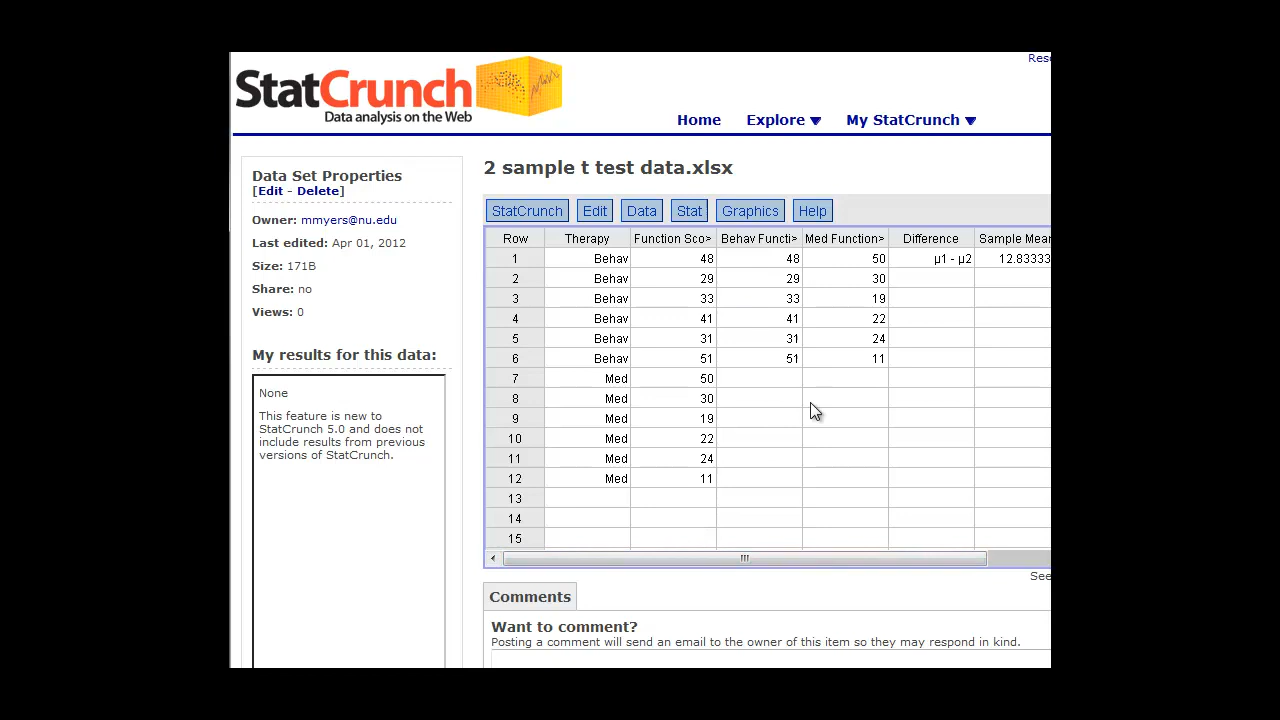 Rese
StatCrunch
Data analysis on the Web
Home Explore My StatCrunch
Data Set Properties
[Edit - Delete]
Owner: mmyers@nu.edu
Last edited: Apr 01, 2012
Size: 171B
Share: no
Views: 0
My results for this data:
None
This feature is new to
StatCrunch 5.0 and does not
include results from previous
versions of StatCrunch.
2 sample t test data.xlsx
StatCrunch Edit Data Stat Graphics Help
Row Therapy Function Sco> Behav Functi> Med Function> Difference Sample Mean
1 Behav 48 48 50 μ1 - μ2 12.83333
2 Behav 29 29 30
3 Behav 33 33 19
4 Behav 41 41 22
5 Behav 31 31 24
6 Behav 51 51 11
7 Med 50
8 Med 30
9 Med 19
10 Med 22
11 Med 24
12 Med 11
13
14
15
See
Comments
Want to comment?
Posting a comment will send an email to the owner of this item so they may respond in kind.